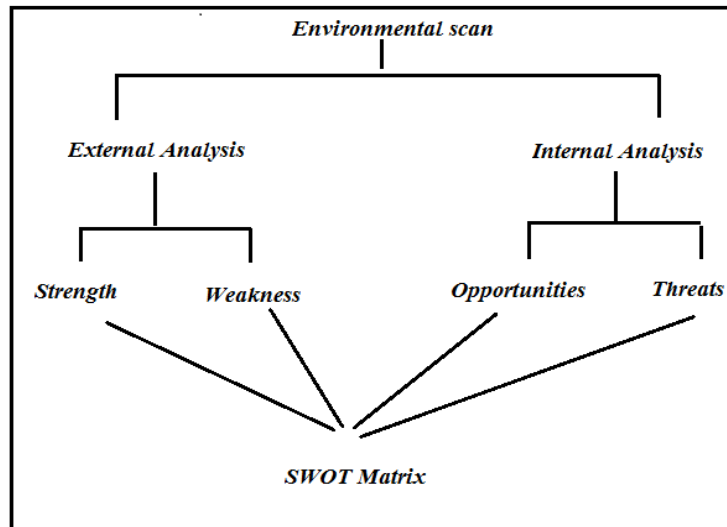 Environmental scan
External Analysis
Internal Analysis
Strength
Weakness
Opportunities
Threats
SWOT Matrix